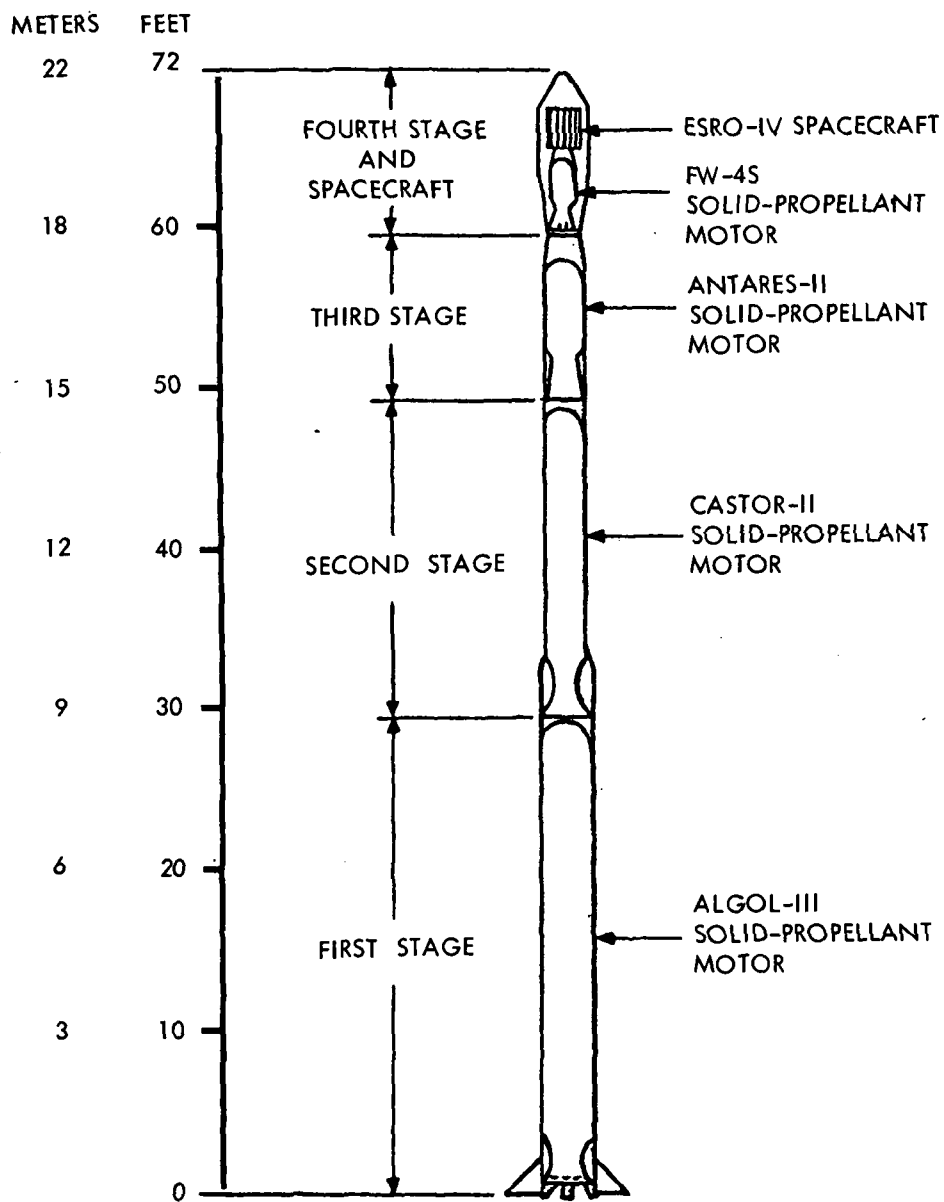 METERS FEET
22 72
FOURTH STAGE
AND
SPACECRAFT
ESRO-IV SPACECRAFT
FW-4S
SOLID-PROPELLANT
MOTOR
18 60
THIRD STAGE
ANTARES-II
SOLID-PROPELLANT
MOTOR
15 50
CASTOR-II
SOLID-PROPELLANT
MOTOR
12 40
SECOND STAGE
9 30
6 20
ALGOL-III
SOLID-PROPELLANT
MOTOR
FIRST STAGE
3 10
0